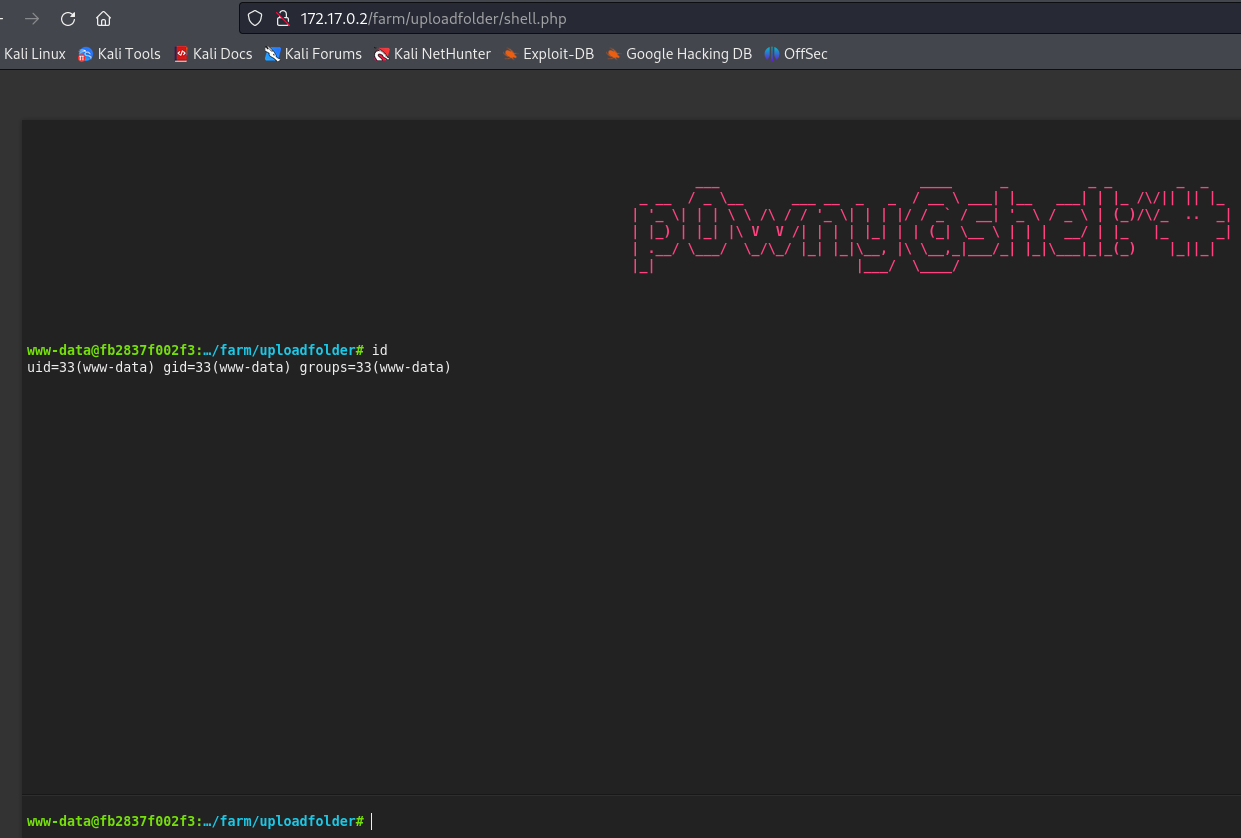 172.17.0.2/farm/uploadfolder/shell.php
Kali Linux Kali Tools Kali Docs Kali Forums Kali NetHunter Exploit-DB Google Hacking DB OffSec
p0wny@shell:~#
www-data@fb2837f002f3:…/farm/uploadfolder# id
uid=33(www-data) gid=33(www-data) groups=33(www-data)
www-data@fb2837f002f3:…/farm/uploadfolder#